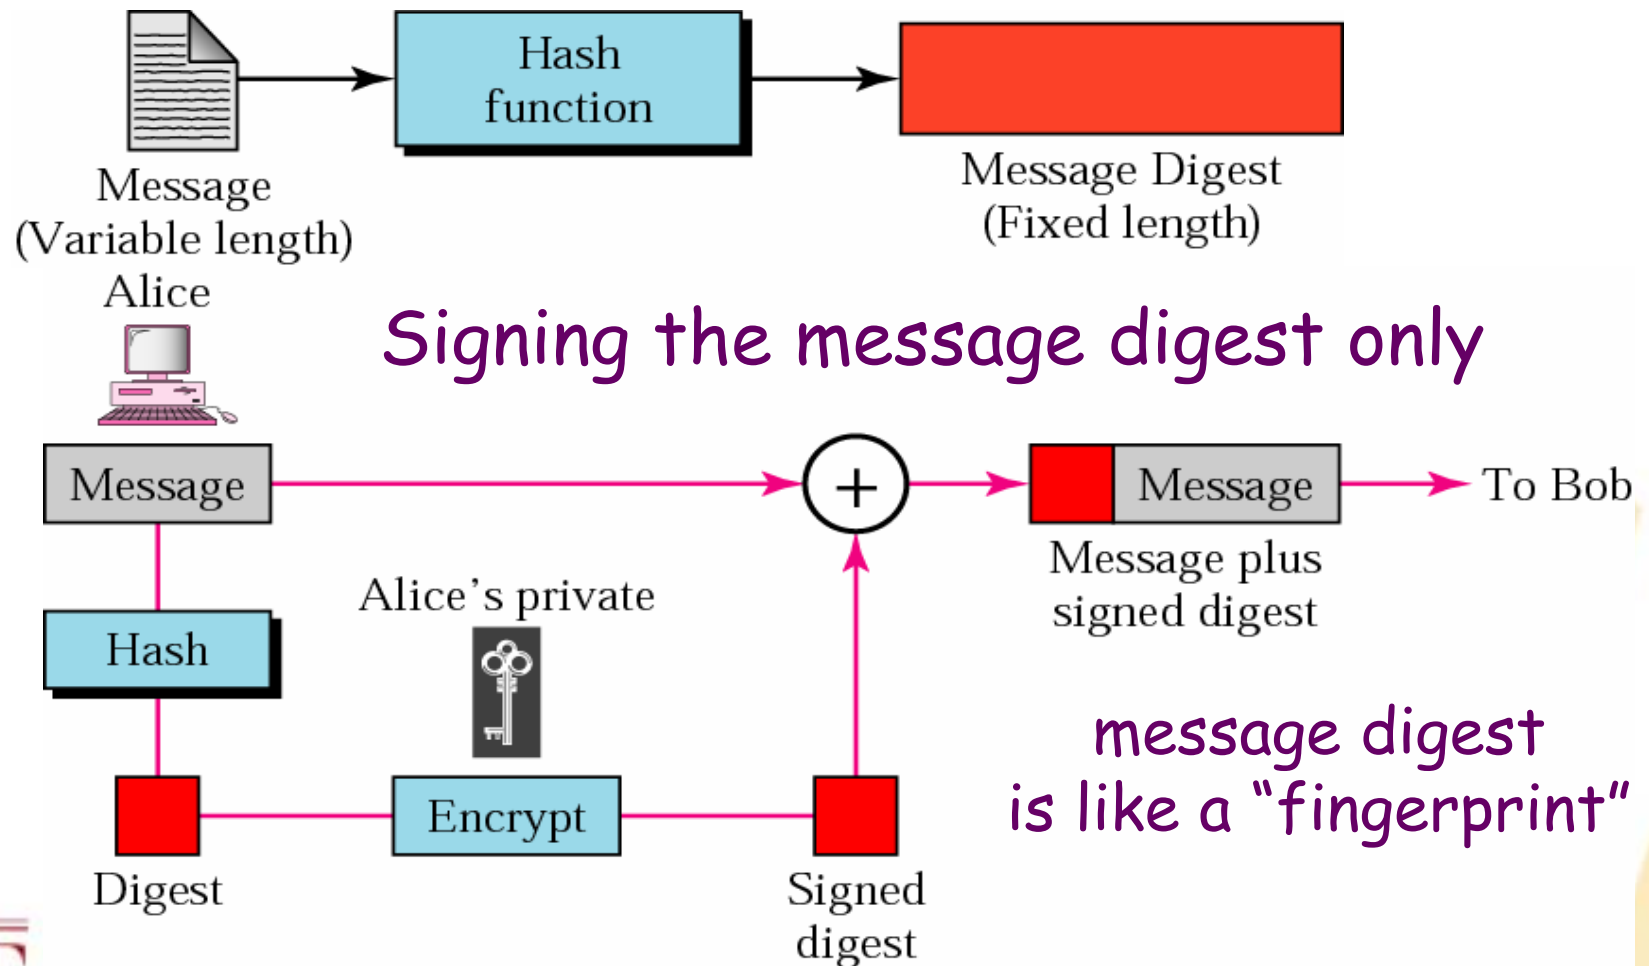 Hash
function
Message
(Variable length)
Message Digest
(Fixed length)
Alice
Signing the message digest only
Message
+
Message
To Bob
Message plus
signed digest
Alice’s private
Hash
message digest
is like a “fingerprint”
Encrypt
Digest
Signed
digest